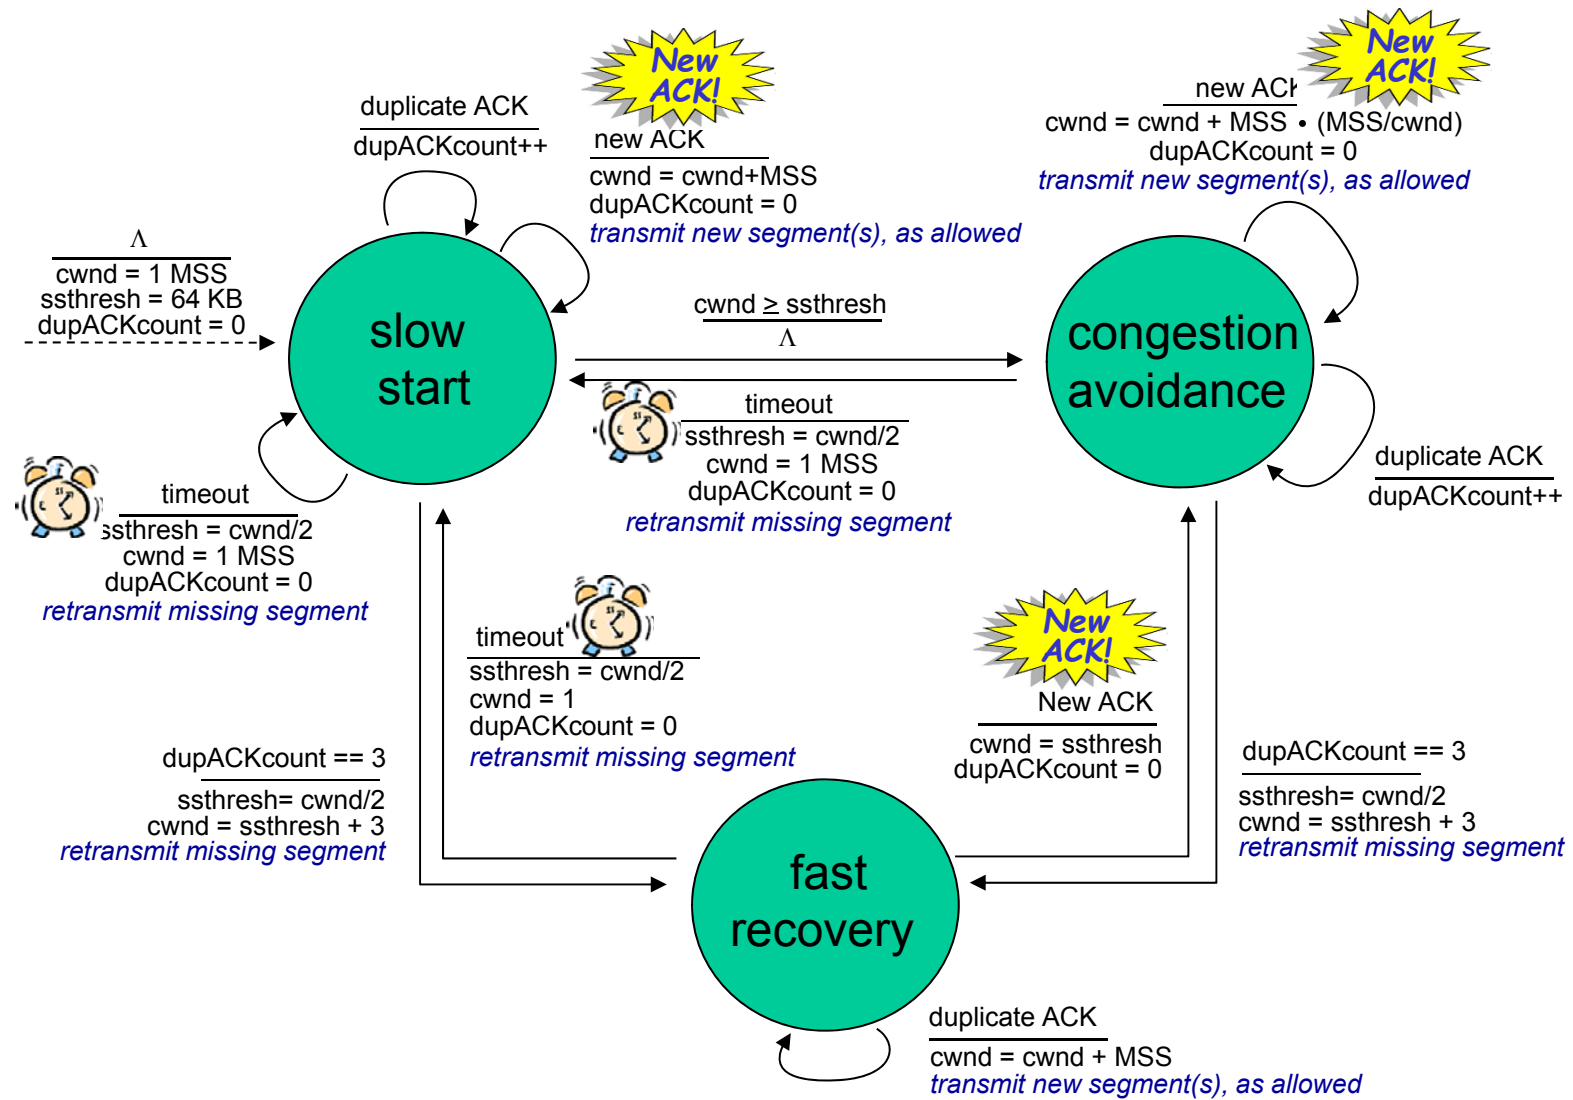 New
ACK!
duplicate ACK
dupACKcount++
new ACK
cwnd = cwnd+MSS
dupACKcount = 0
transmit new segment(s), as allowed
New
ACK!
new ACK
cwnd = cwnd + MSS • (MSS/cwnd)
dupACKcount = 0
transmit new segment(s), as allowed
Λ
cwnd = 1 MSS
ssthresh = 64 KB
dupACKcount = 0
slow
start
cwnd ≥ ssthresh
Λ
congestion
avoidance
timeout
ssthresh = cwnd/2
cwnd = 1 MSS
dupACKcount = 0
retransmit missing segment
duplicate ACK
dupACKcount++
timeout
ssthresh = cwnd/2
cwnd = 1 MSS
dupACKcount = 0
retransmit missing segment
timeout
ssthresh = cwnd/2
cwnd = 1
dupACKcount = 0
retransmit missing segment
New
ACK!
New ACK
cwnd = ssthresh
dupACKcount = 0
dupACKcount == 3
ssthresh= cwnd/2
cwnd = ssthresh + 3
retransmit missing segment
dupACKcount == 3
ssthresh= cwnd/2
cwnd = ssthresh + 3
retransmit missing segment
fast
recovery
duplicate ACK
cwnd = cwnd + MSS
transmit new segment(s), as allowed